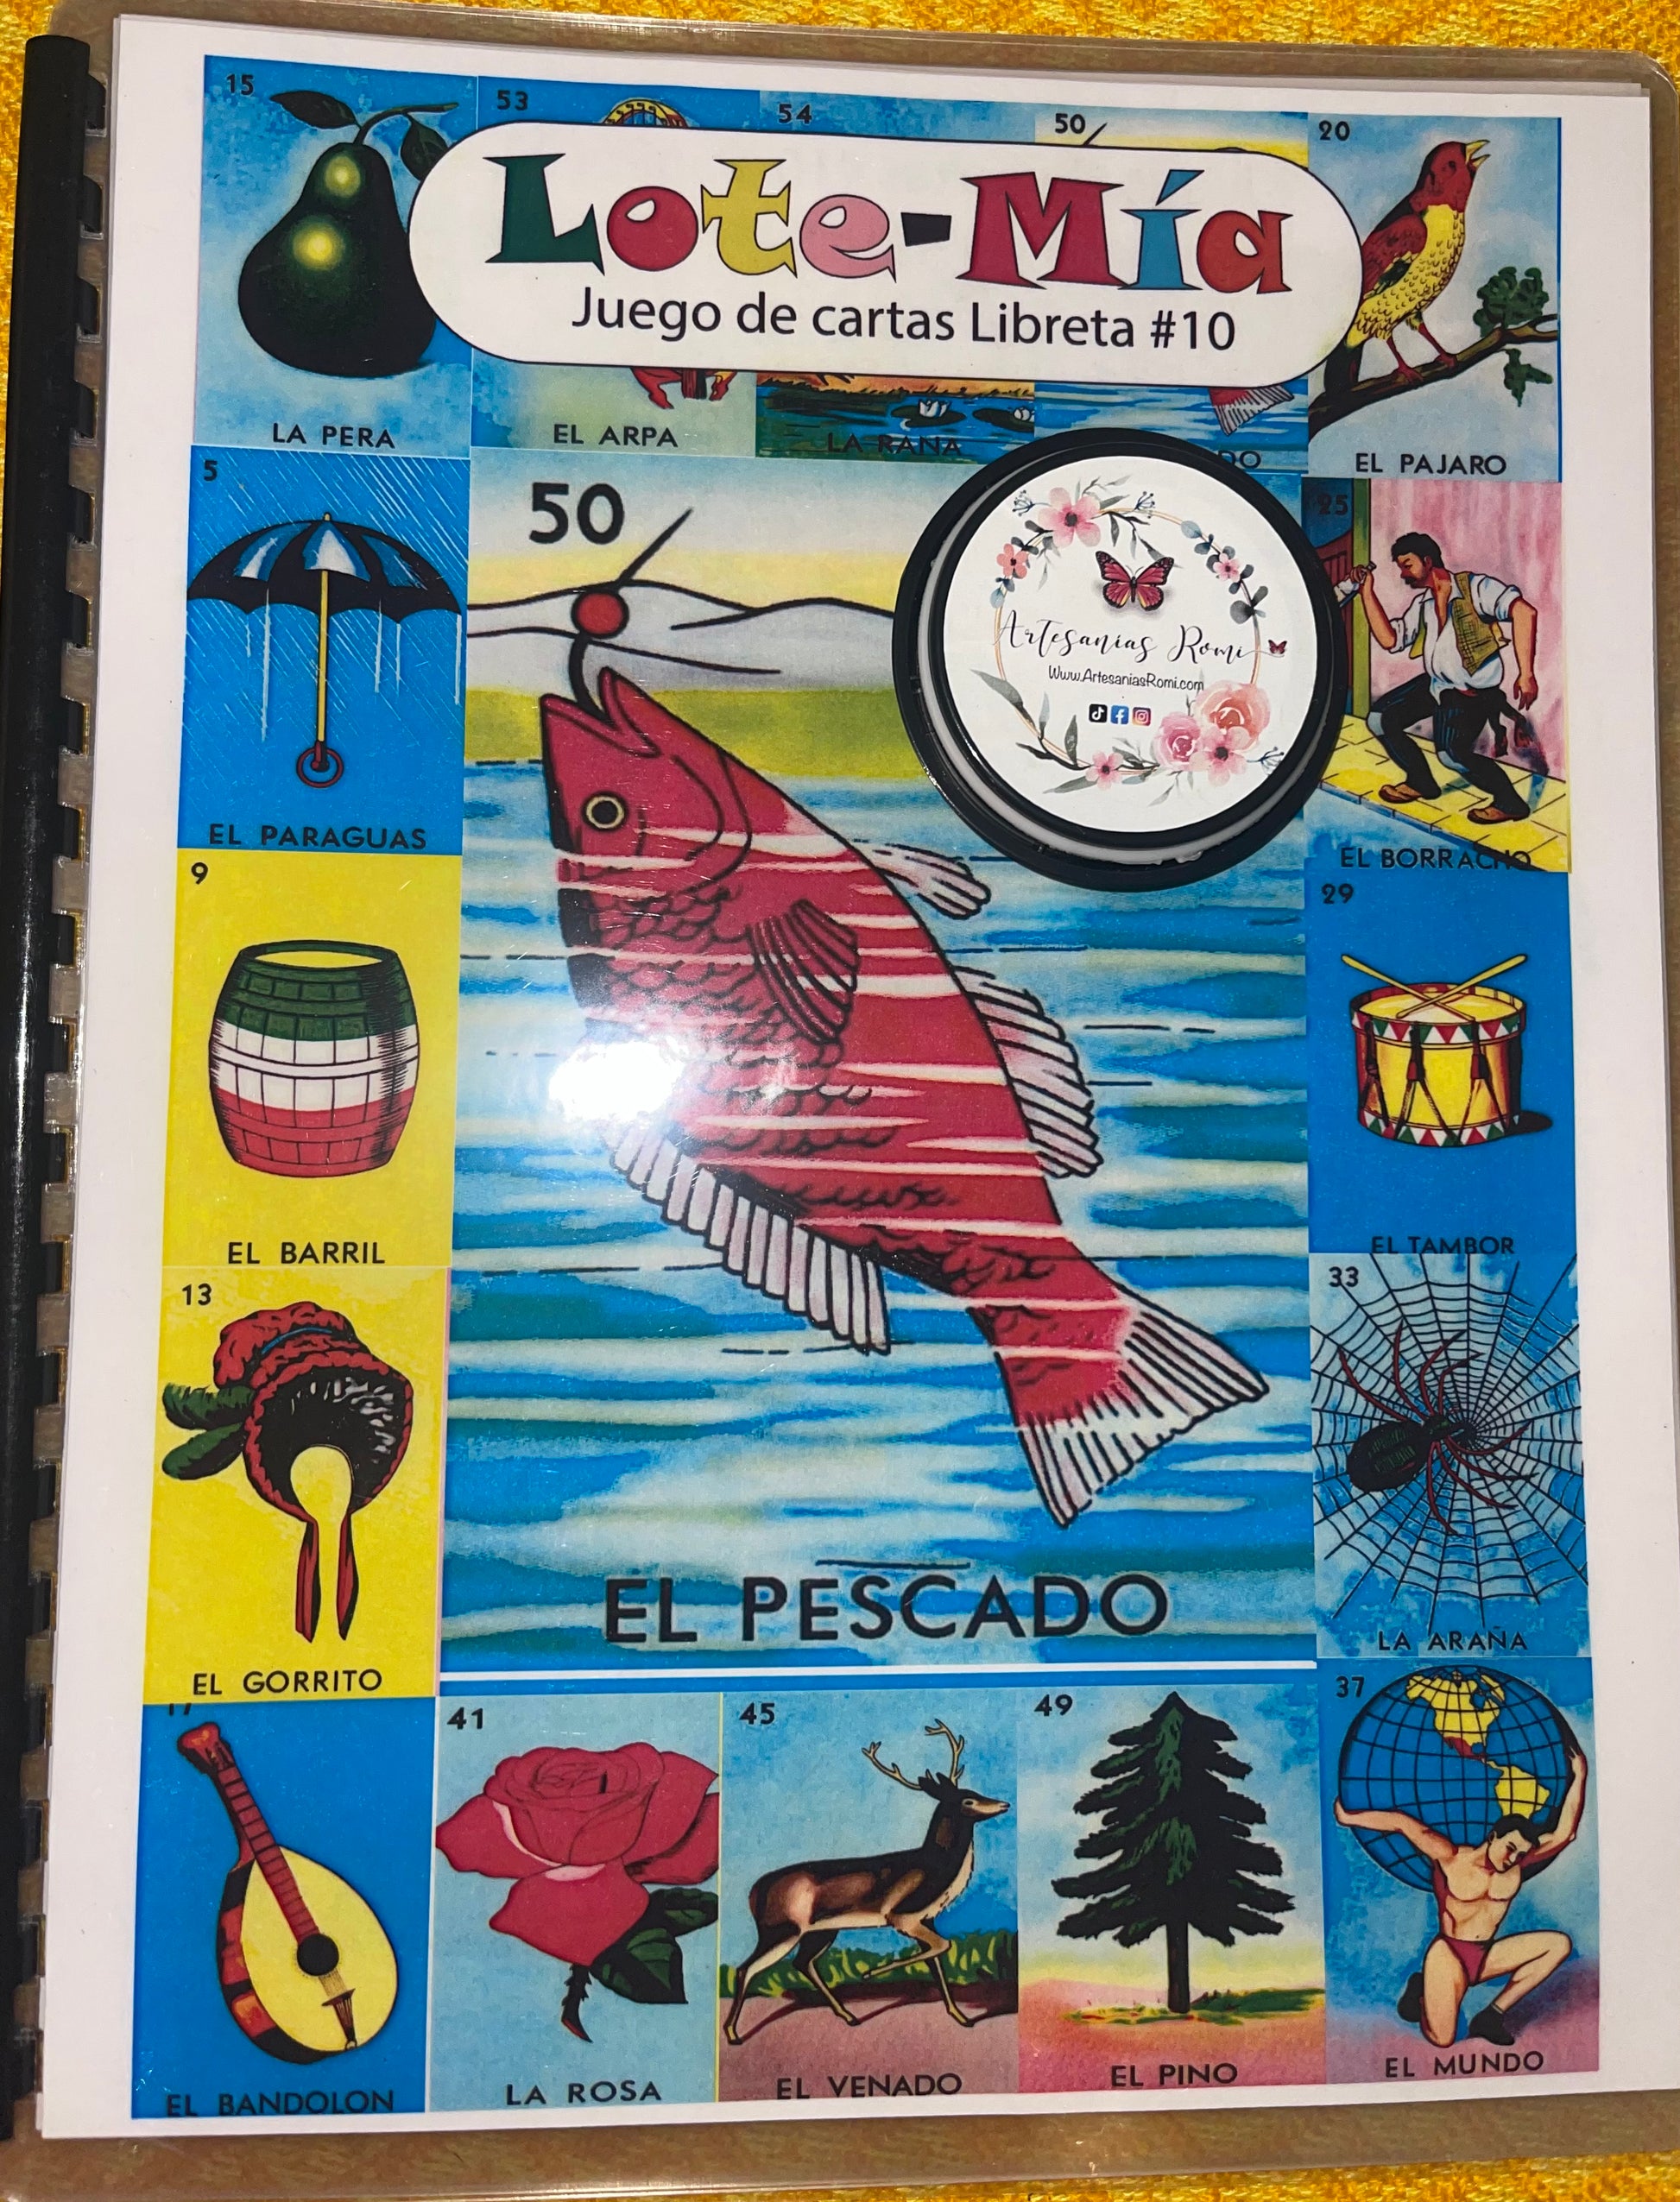 15
53
54
50
20
Lote-Mía
Juego de cartas Libreta #10
LA PERA
EL ARPA
LA RANA
DO
EL PAJARO
5
50
25
Artesanias Romi
Www.ArtesaniasRomi.com
EL PARAGUAS
EL BORRACHO
9
29
EL BARRIL
EL TAMBOR
13
33
EL PESCADO
LA ARAÑA
EL GORRITO
17
41
45
49
37
EL BANDOLON
LA ROSA
EL VENADO
EL PINO
EL MUNDO